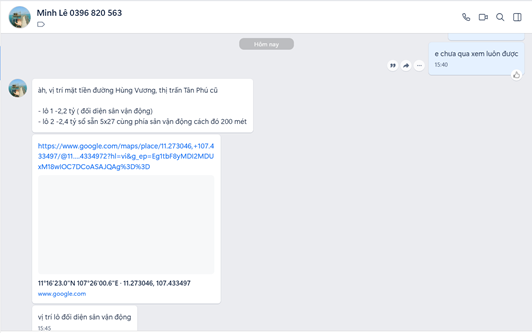 Minh Lê 0396 820 563
Hôm nay
e chưa qua xem luôn được
15:40
àh, vị trí mặt tiền đường Hùng Vương, thị trấn Tân Phú cũ
- lô 1 -2,2 tỷ ( đối diện sân vận động)
- lô 2 -2,4 tỷ sổ sẵn 5x27 cùng phía sân vận động cách đó 200 mét
https://www.google.com/maps/place/11.273046,+107.4
33497/@11....4334972?hl=vi&g_ep=Eg1tbF8yMDI2MDU
xM18wIOC7DCoASAJQAg%3D%3D
11°16'23.0"N 107°26'00.6"E · 11.273046, 107.433497
www.google.com
vị trí lô đối diện sân vận động
15:45